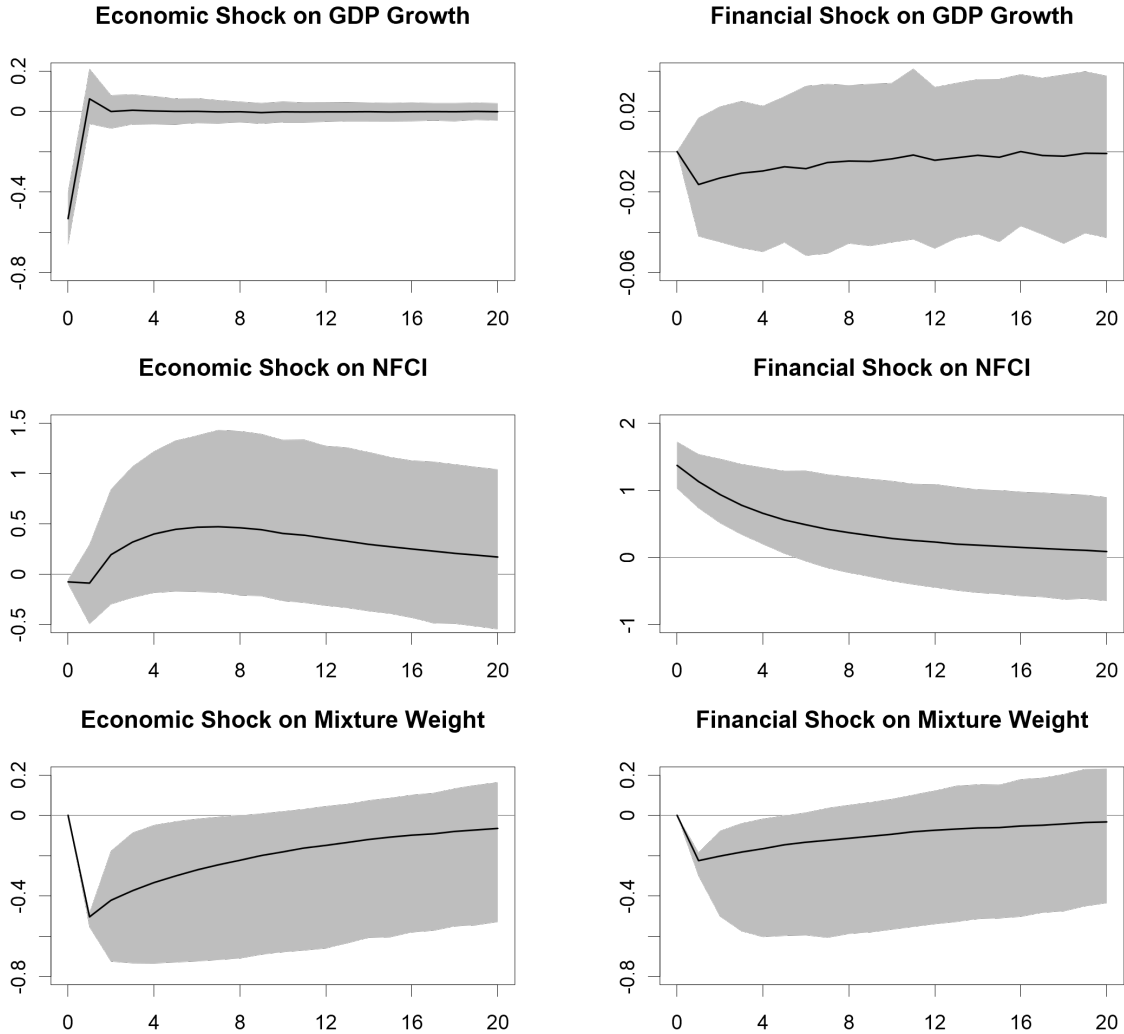 Economic Shock on GDP Growth
0.2
0
-0.4
-0.8
0 4 8 12 16 20
Financial Shock on GDP Growth
0.02
-0.02
-0.06
0 4 8 12 16 20
Economic Shock on NFCI
1.5
1
0.5
0
-0.5
0 4 8 12 16 20
Financial Shock on NFCI
2
1
0
-1
0 4 8 12 16 20
Economic Shock on Mixture Weight
0.2
0
-0.4
-0.8
0 4 8 12 16 20
Financial Shock on Mixture Weight
0.2
0
-0.4
-0.8
0 4 8 12 16 20